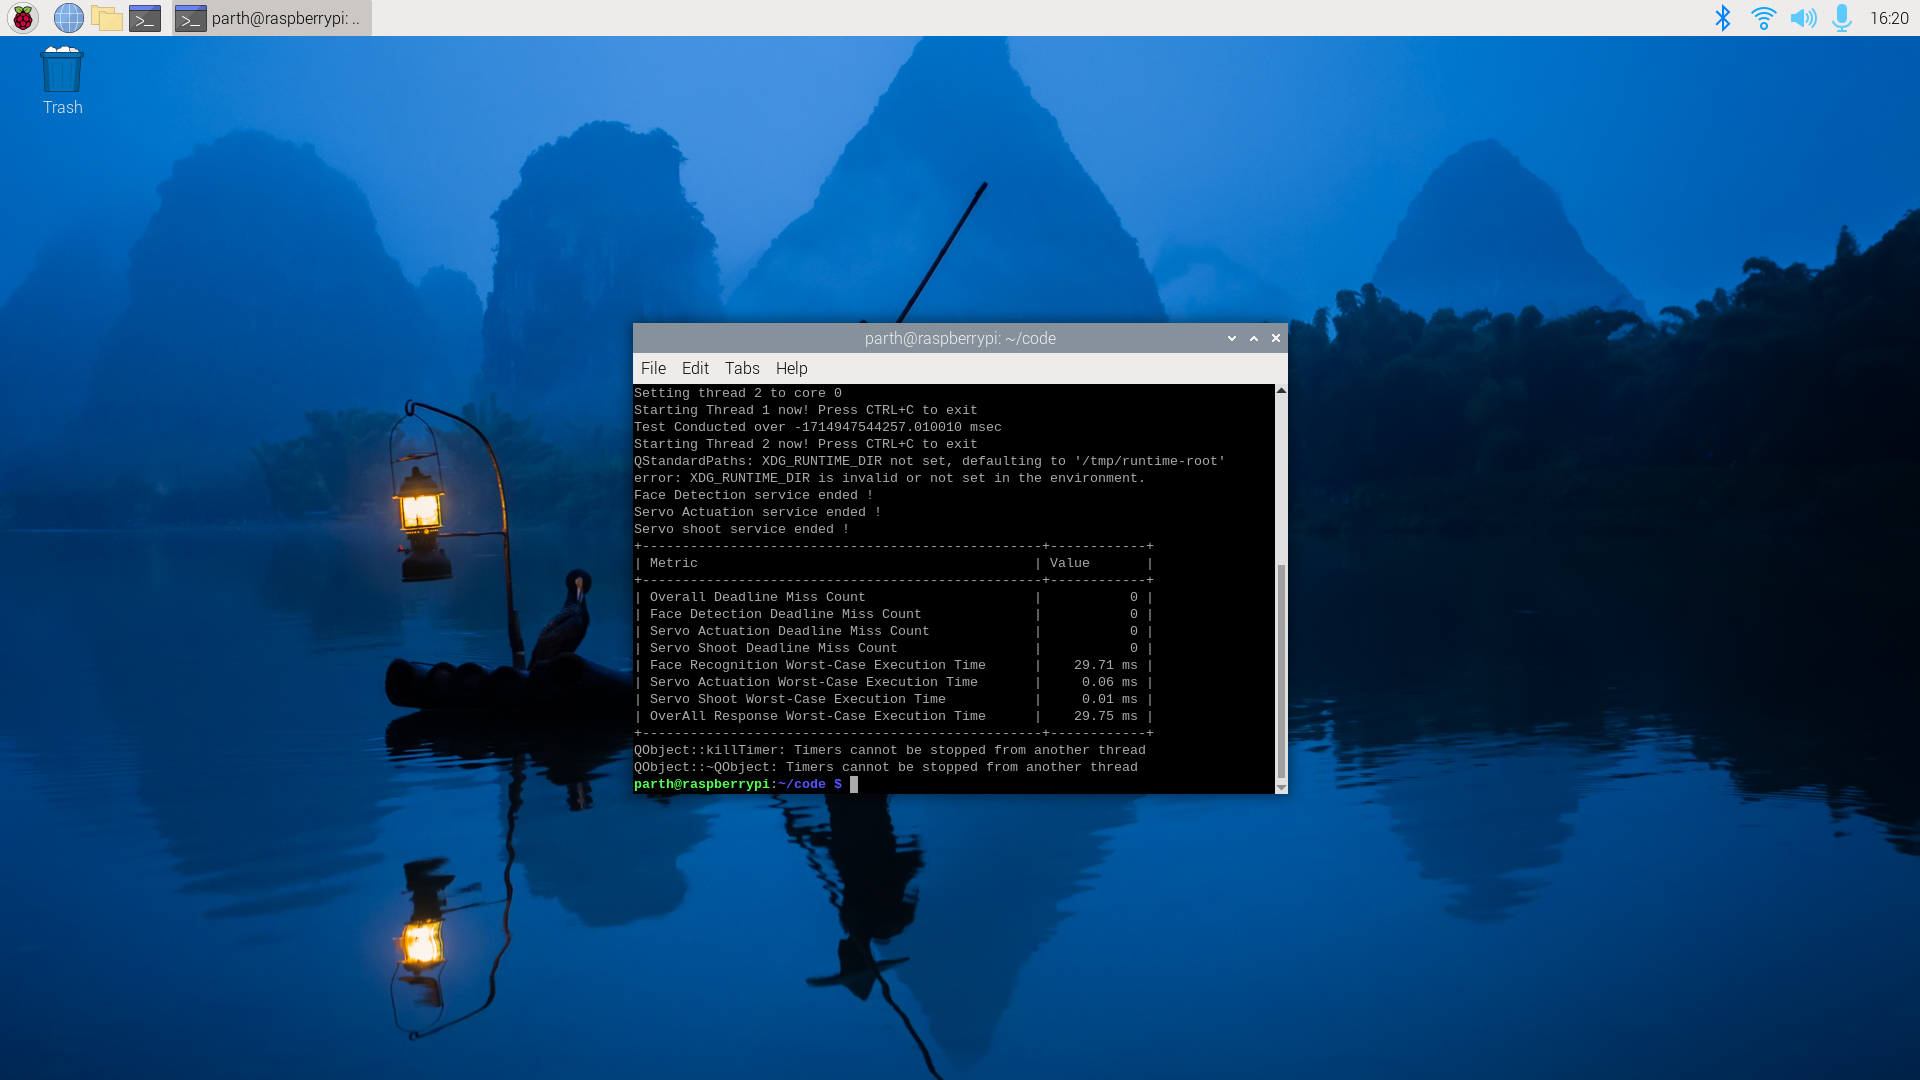 parth@raspberrypi: ..
16:20
Trash
parth@raspberrypi: ~/code
File Edit Tabs Help
Setting thread 2 to core 0
Starting Thread 1 now! Press CTRL+C to exit
Test Conducted over -1714947544257.010010 msec
Starting Thread 2 now! Press CTRL+C to exit
QStandardPaths: XDG_RUNTIME_DIR not set, defaulting to '/tmp/runtime-root'
error: XDG_RUNTIME_DIR is invalid or not set in the environment.
Face Detection service ended !
Servo Actuation service ended !
Servo shoot service ended !
+--------------------------------------------------+------------+
| Metric                                           | Value       |
+--------------------------------------------------+------------+
| Overall Deadline Miss Count                      |           0 |
| Face Detection Deadline Miss Count               |           0 |
| Servo Actuation Deadline Miss Count              |           0 |
| Servo Shoot Deadline Miss Count                  |           0 |
| Face Recognition Worst-Case Execution Time       |    29.71 ms |
| Servo Actuation Worst-Case Execution Time        |     0.06 ms |
| Servo Shoot Worst-Case Execution Time            |     0.01 ms |
| OverAll Response Worst-Case Execution Time       |    29.75 ms |
+--------------------------------------------------+------------+
QObject::killTimer: Timers cannot be stopped from another thread
QObject::~QObject: Timers cannot be stopped from another thread
parth@raspberrypi:~/code $